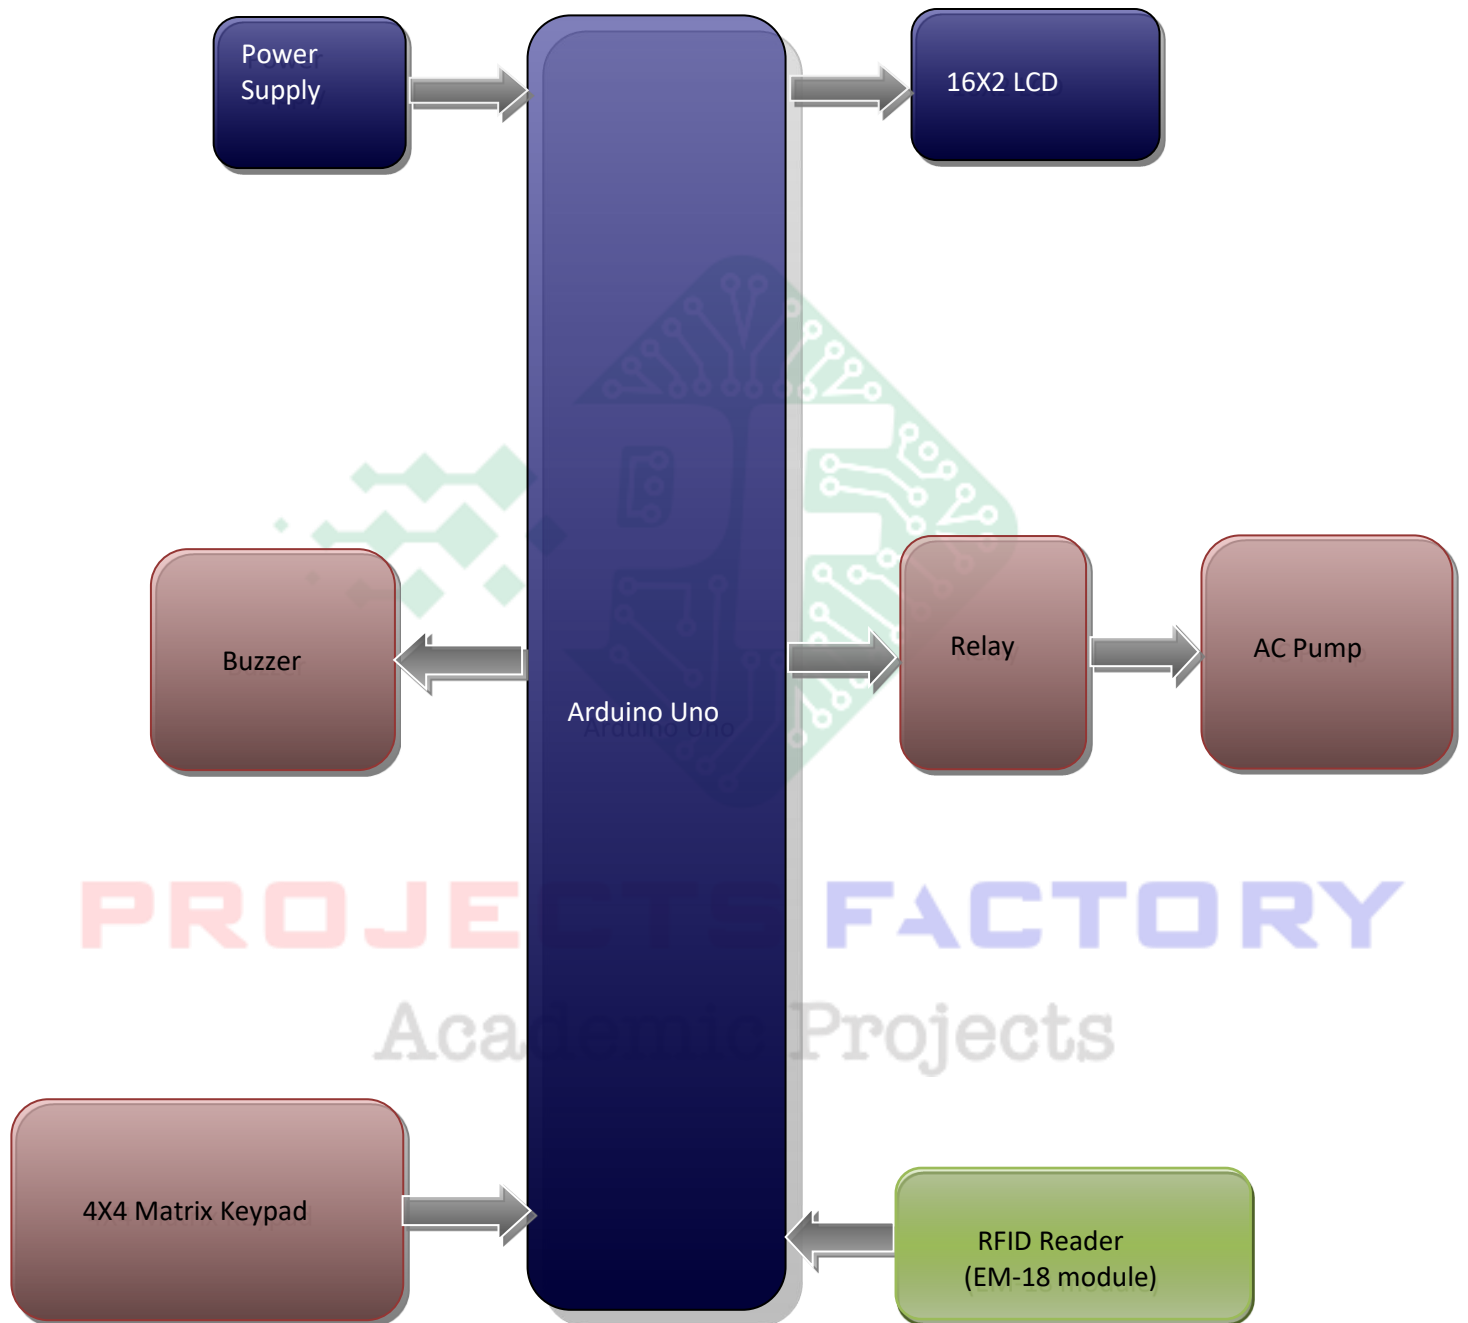 Power
Supply
16X2 LCD
Buzzer
Arduino Uno
Relay
AC Pump
PROJECTS FACTORY
Academic Projects
4X4 Matrix Keypad
RFID Reader
(EM-18 module)